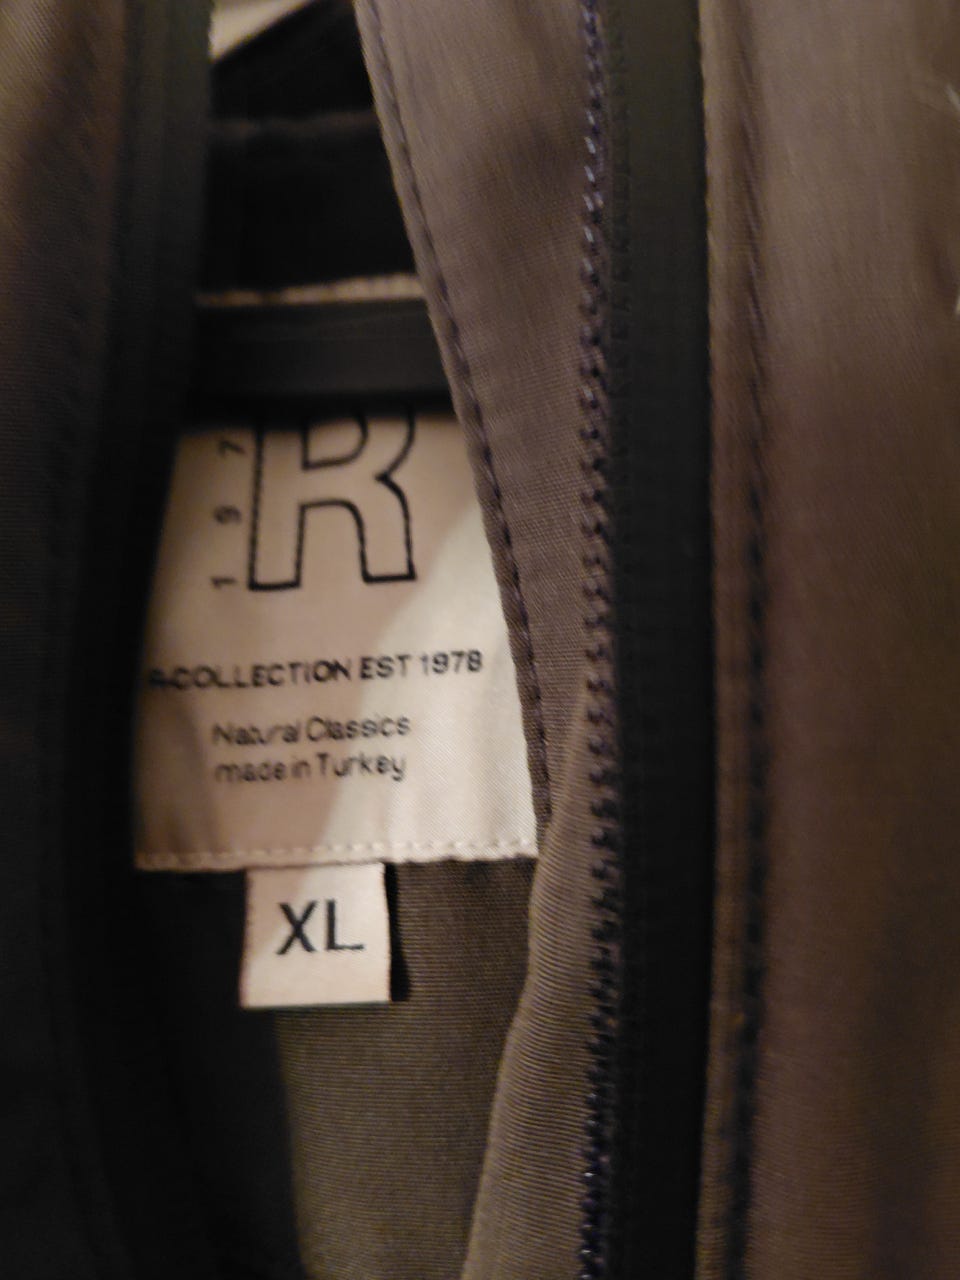 197
R
R-COLLECTION EST 1978
Natural Classics
made in Turkey
XL